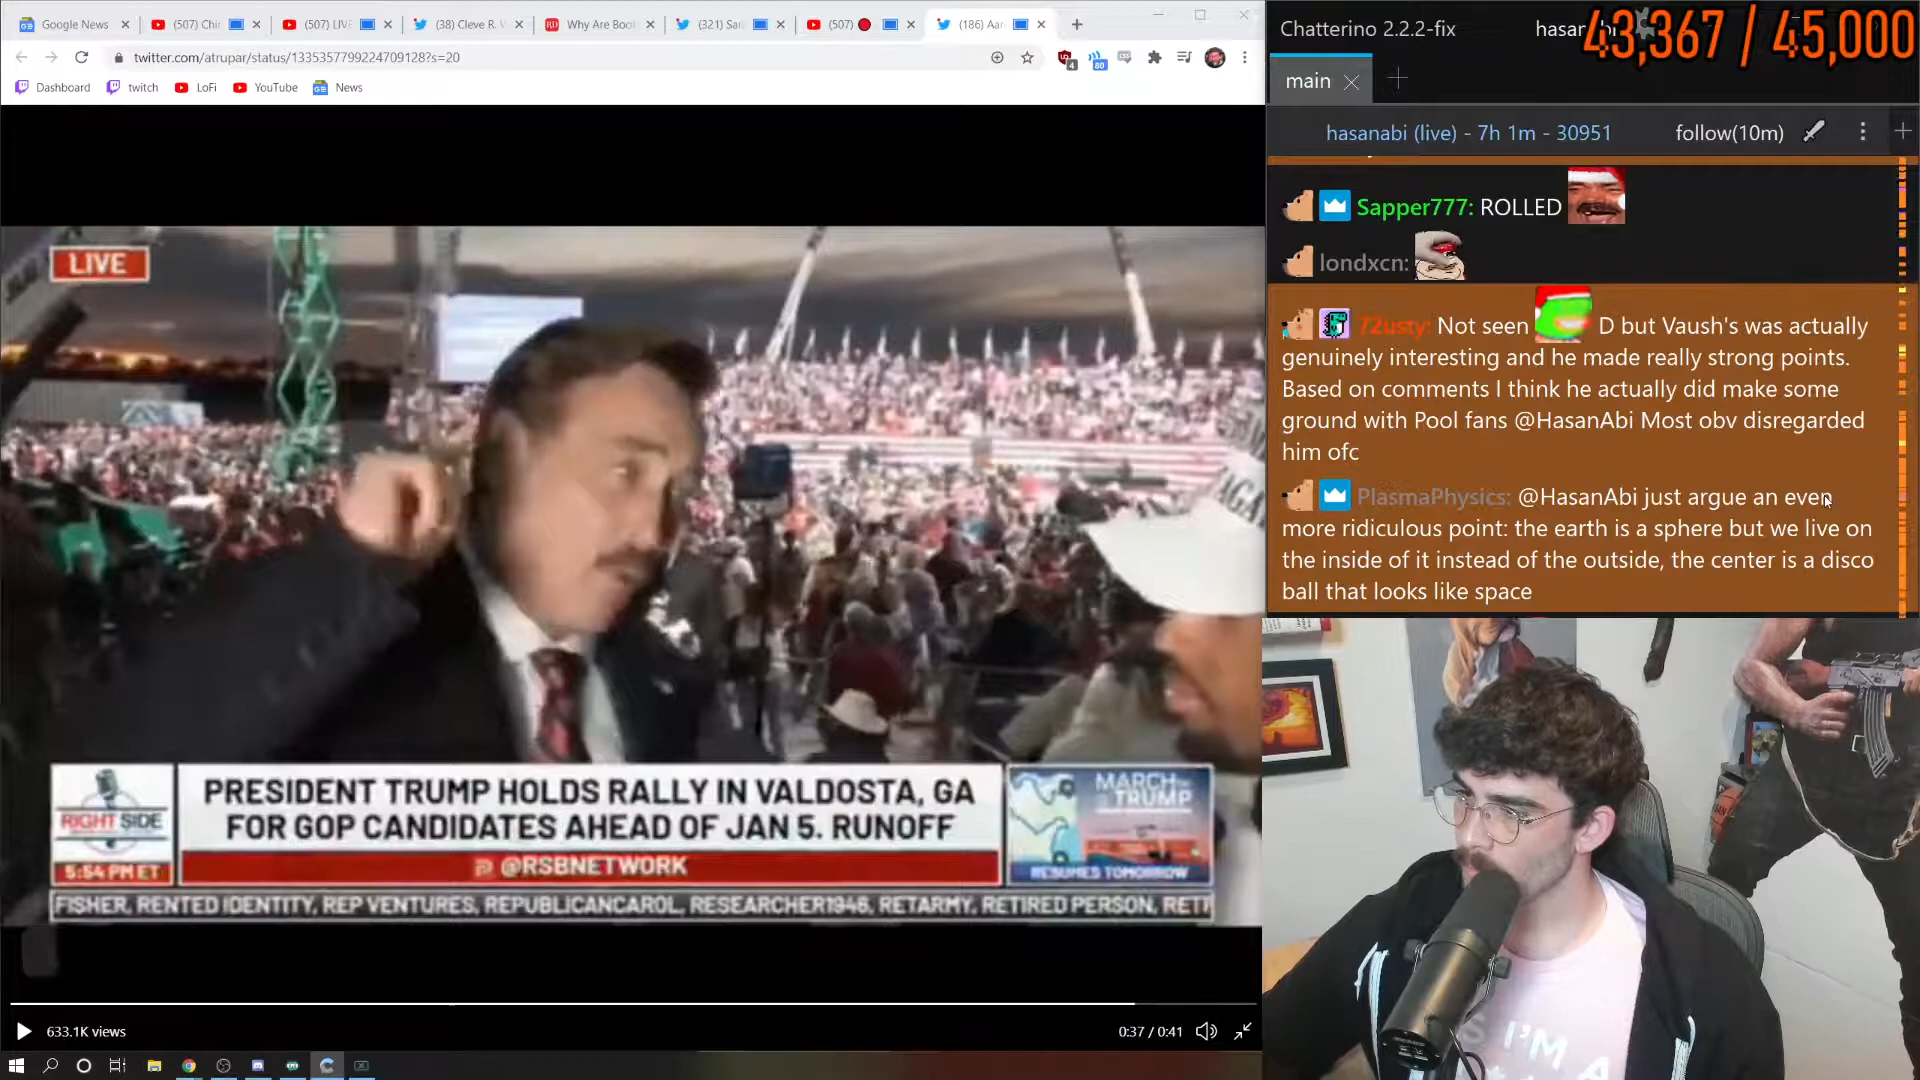 Google News
(507) Chi
(507) LIV
(38) Cleve R. W
Why Are Book
(321) Sar
(507)
(186) Aar
twitter.com/atrupar/status/1335357799224709128?s=20
Dashboard
twitch
LoFi
YouTube
News
LIVE
PRESIDENT TRUMP HOLDS RALLY IN VALDOSTA, GA
FOR GOP CANDIDATES AHEAD OF JAN 5. RUNOFF
@RSBNETWORK
RIGHT SIDE
5:54 PM ET
MARCH
TRUMP
RESUMES TOMORROW
FISHER, RENTED IDENTITY, REP VENTURES, REPUBLICANCAROL, RESEARCHER1946, RETARMY, RETIRED PERSON, RETI
633.1K views
0:37 / 0:41
Chatterino 2.2.2-fix
43,367 / 45,000
main
hasanabi (live) - 7h 1m - 30951
follow(10m)
Sapper777: ROLLED
londxcn:
72usty: Not seen D but Vaush's was actually
genuinely interesting and he made really strong points.
Based on comments I think he actually did make some
ground with Pool fans @HasanAbi Most obv disregarded
him ofc
PlasmaPhysics: @HasanAbi just argue an even
more ridiculous point: the earth is a sphere but we live on
the inside of it instead of the outside, the center is a disco
ball that looks like space